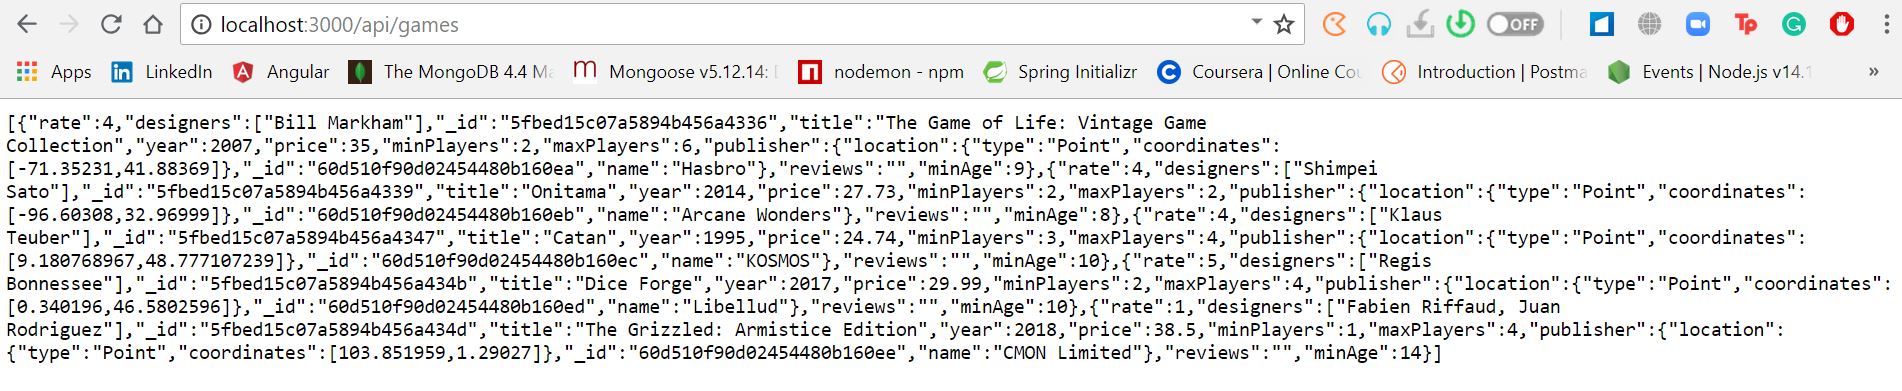 localhost:3000/api/games
OFF
Tp
G
Apps
in LinkedIn
Angular
The MongoDB 4.4
Mongoose v5.12.14:
n nodemon - npm
Spring Initializr
C Coursera | Online
Introduction |
Events | Node.js
»
[{"rate":4,"designers":["Bill Markham"],"_id":"5fbed15c07a5894b456a4336","title":"The Game of Life: Vintage Game
Collection","year":2007,"price":35,"minPlayers":2,"maxPlayers":6,"publisher":{"location":{"type":"Point","coordinates":
[-71.35231,41.88369]},"_id":"60d510f90d02454480b160ea","name":"Hasbro"},"reviews":"","minAge":9},{"rate":4,"designers":["Shimpei
Sato"],"_id":"5fbed15c07a5894b456a4339","title":"Onitama","year":2014,"price":27.73,"minPlayers":2,"maxPlayers":2,"publisher":{"location":{"type":"Point","coordinates":
[-96.60308,32.96999]},"_id":"60d510f90d02454480b160eb","name":"Arcane Wonders"},"reviews":"","minAge":8},{"rate":4,"designers":["Klaus
Teuber"],"_id":"5fbed15c07a5894b456a4347","title":"Catan","year":1995,"price":24.74,"minPlayers":3,"maxPlayers":4,"publisher":{"location":{"type":"Point","coordinates":
[9.180768967,48.777107239]},"_id":"60d510f90d02454480b160ec","name":"KOSMOS"},"reviews":"","minAge":10},{"rate":5,"designers":["Regis
Bonnessee"],"_id":"5fbed15c07a5894b456a434b","title":"Dice Forge","year":2017,"price":29.99,"minPlayers":2,"maxPlayers":4,"publisher":{"location":{"type":"Point","coordinates":
[0.340196,46.5802596]},"_id":"60d510f90d02454480b160ed","name":"Libellud"},"reviews":"","minAge":10},{"rate":1,"designers":["Fabien Riffaud, Juan
Rodriguez"],"_id":"5fbed15c07a5894b456a434d","title":"The Grizzled: Armistice Edition","year":2018,"price":38.5,"minPlayers":1,"maxPlayers":4,"publisher":{"location":
{"type":"Point","coordinates":[103.851959,1.29027]},"_id":"60d510f90d02454480b160ee","name":"CMON Limited"},"reviews":"","minAge":14}]